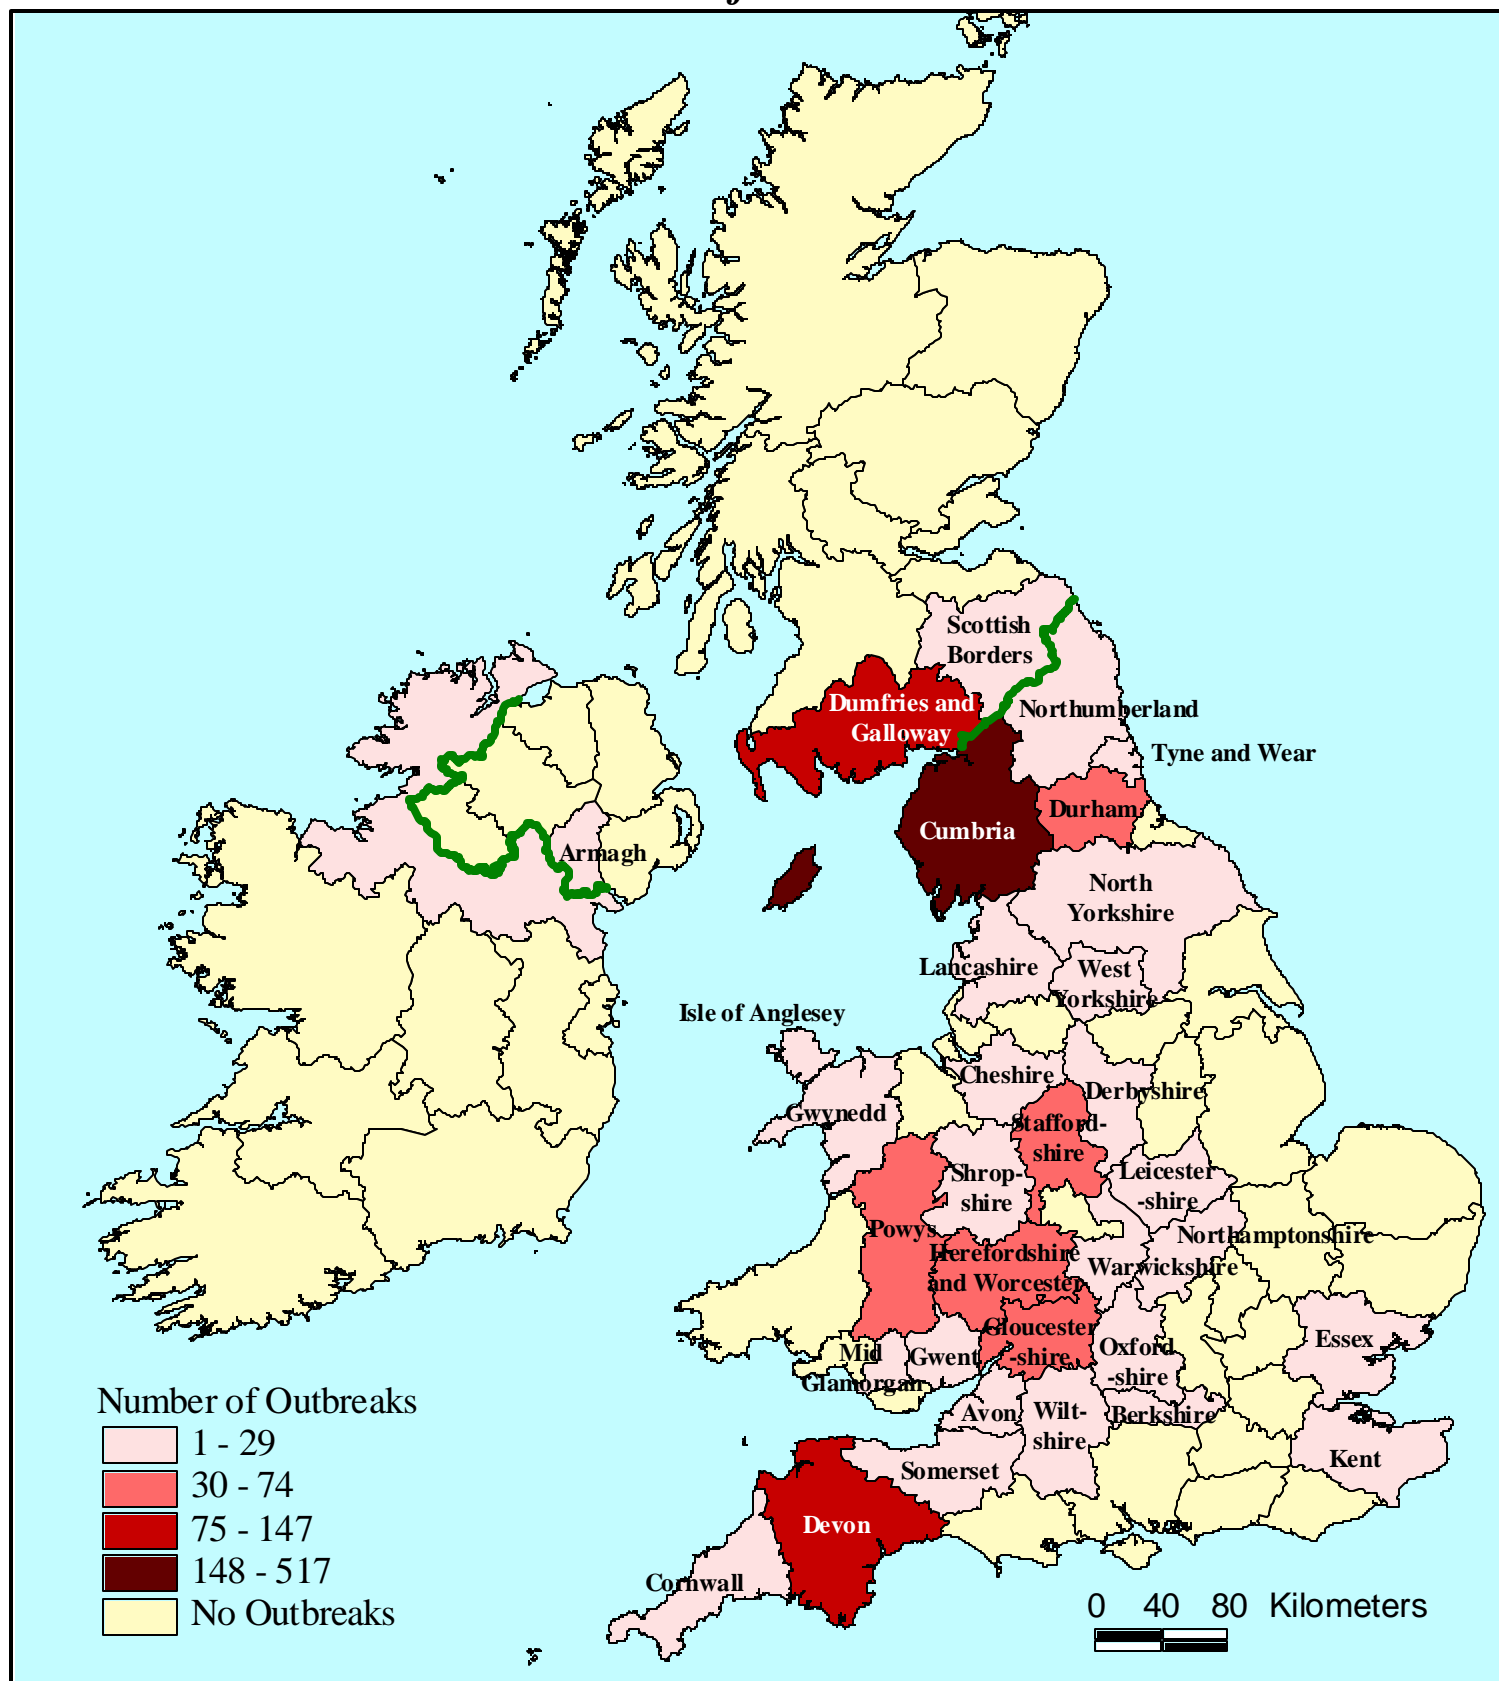 Scottish
Borders
Dumfries and
Galloway
Northumberland
Tyne and Wear
Durham
Cumbria
Armagh
North
Yorkshire
Lancashire
West
Yorkshire
Isle of Anglesey
Cheshire
Derbyshire
Gwynedd
Stafford-
shire
Shrop-
shire
Leicester
-shire
Powys
Northamptonshire
Herefordshire
and Worcester
Warwickshire
Gloucester
-shire
Oxford
-shire
Essex
Mid
Glamorgan
Gwent
Avon
Wilt-
shire
Berkshire
Kent
Somerset
Devon
Cornwall
Number of Outbreaks
1 - 29
30 - 74
75 - 147
148 - 517
No Outbreaks
0 40 80 Kilometers